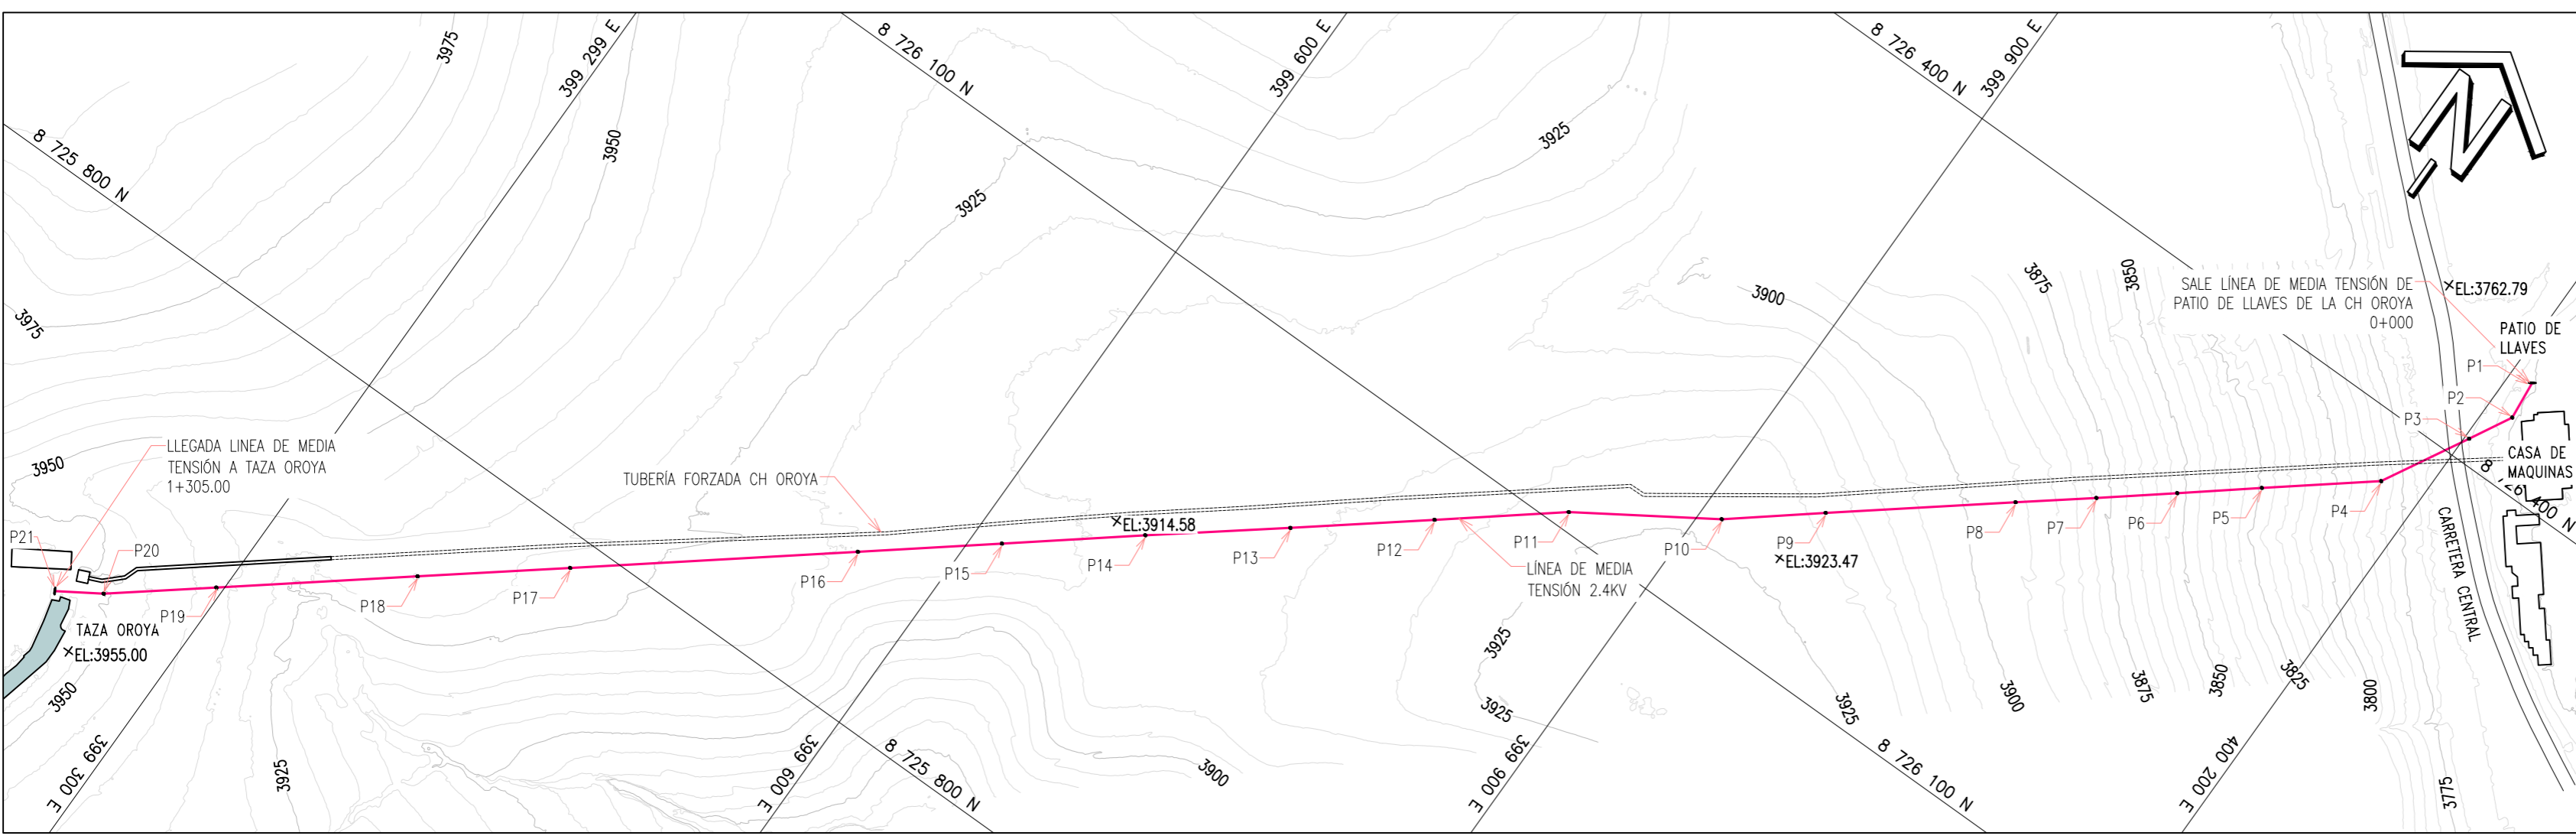 3975
399 299 E
8 726 100 N
399 600 E
8 726 400 N
399 900 E
N
8 725 800 N
3950
3925
3925
3975
3900
3875
3850
SALE LÍNEA DE MEDIA TENSIÓN DE
PATIO DE LLAVES DE LA CH OROYA
0+000
×EL:3762.79
PATIO DE
LLAVES
P1
P2
P3
CASA DE
MAQUINAS
3950
LLEGADA LINEA DE MEDIA
TENSIÓN A TAZA OROYA
1+305.00
TUBERÍA FORZADA CH OROYA
×EL:3914.58
P21
P20
P19
P18
P17
P16
P15
P14
P13
P12
P11
P10
P9
P8
P7
P6
P5
P4
×EL:3923.47
LÍNEA DE MEDIA
TENSIÓN 2.4KV
CARRETERA CENTRAL
TAZA OROYA
×EL:3955.00
3950
399 300 E
3925
399 600 E
8 725 800 N
3900
3925
3925
399 900 E
3925
8 726 100 N
3900
3875
3850
3825
3800
400 200 E
3775